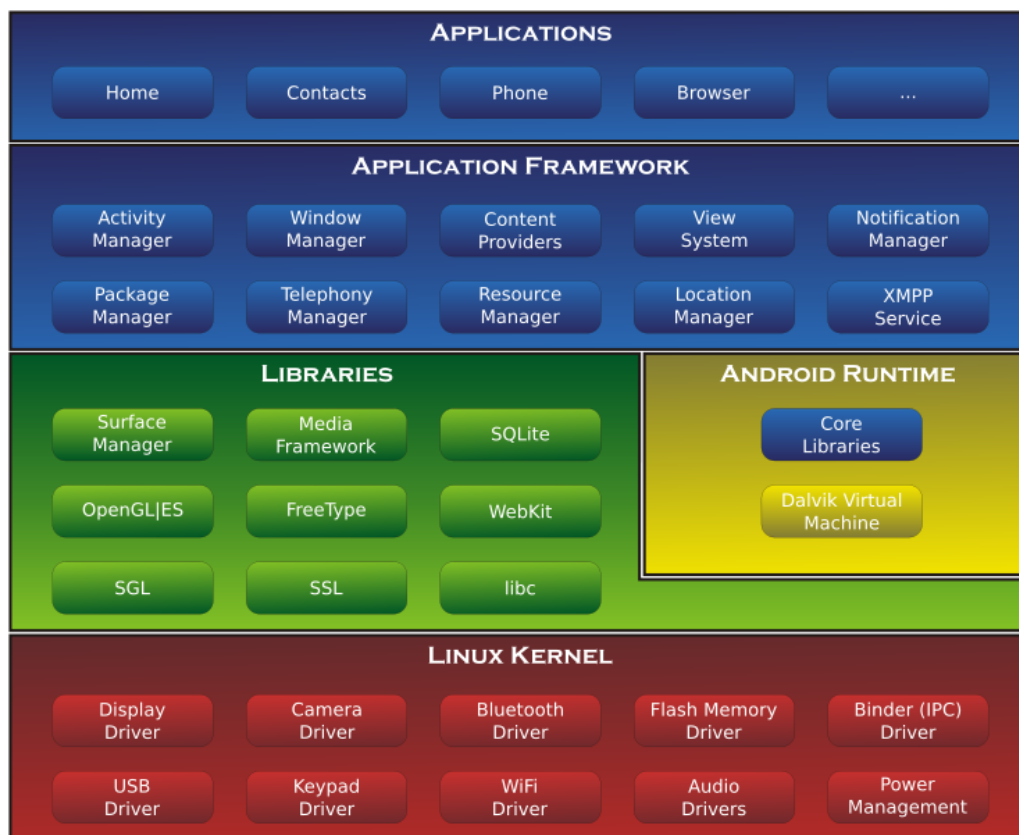 APPLICATIONS
Home
Contacts
Phone
Browser
...
APPLICATION FRAMEWORK
Activity
Manager
Window
Manager
Content
Providers
View
System
Notification
Manager
Package
Manager
Telephony
Manager
Resource
Manager
Location
Manager
XMPP
Service
LIBRARIES
Surface
Manager
Media
Framework
SQLite
OpenGL|ES
FreeType
WebKit
SGL
SSL
libc
ANDROID RUNTIME
Core
Libraries
Dalvik Virtual
Machine
LINUX KERNEL
Display
Driver
Camera
Driver
Bluetooth
Driver
Flash Memory
Driver
Binder (IPC)
Driver
USB
Driver
Keypad
Driver
WiFi
Driver
Audio
Drivers
Power
Management